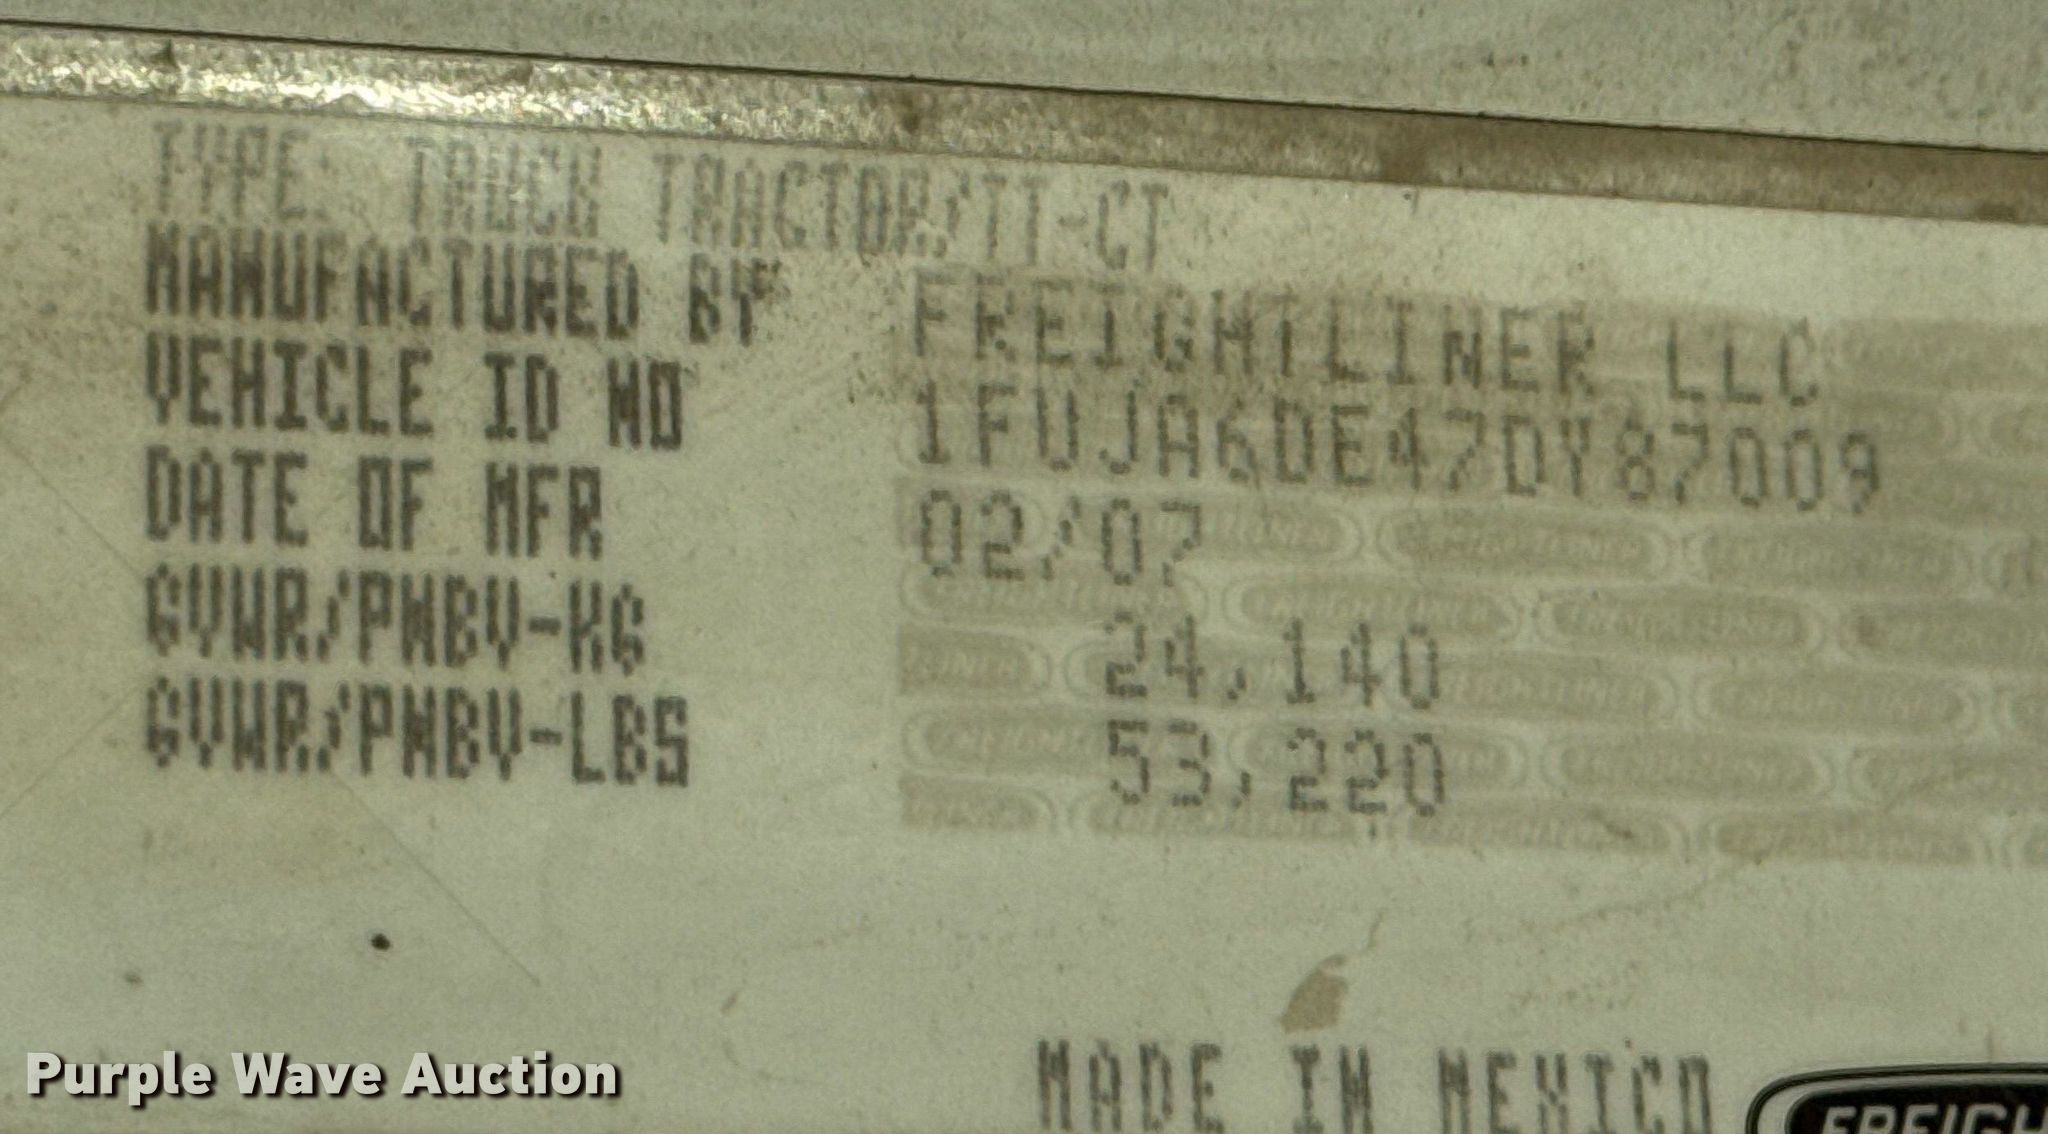 TYPE: TRUCK TRACTOR/TT-CT
MANUFACTURED BY FREIGHTLINER LLC
VEHICLE ID NO 1FUJA6DE47DY87009
DATE OF MFR 02/07
GVWR/PNBV-KG 24,140
GVWR/PNBV-LBS 53,220
MADE IN MEXICO
FREIGH
Purple Wave Auction